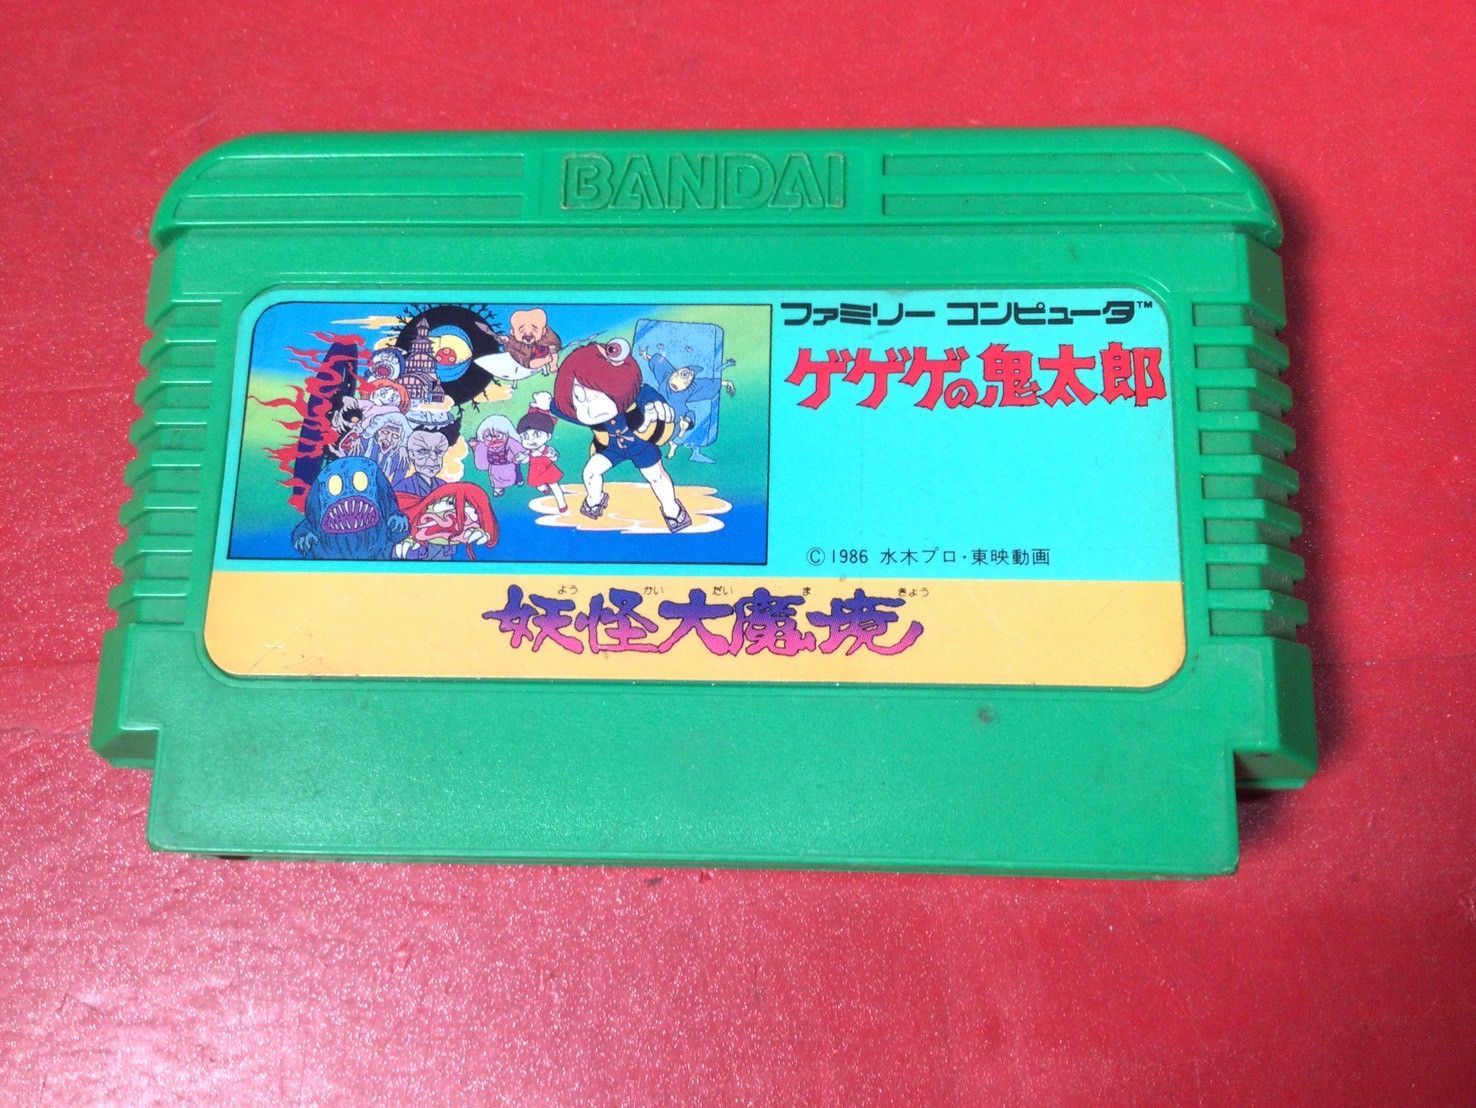 BANDAI
ファミリー コンピュータ™
ゲゲゲの鬼太郎
© 1986 水木プロ・東映動画
よう かい だい ま きょう
妖怪大魔境